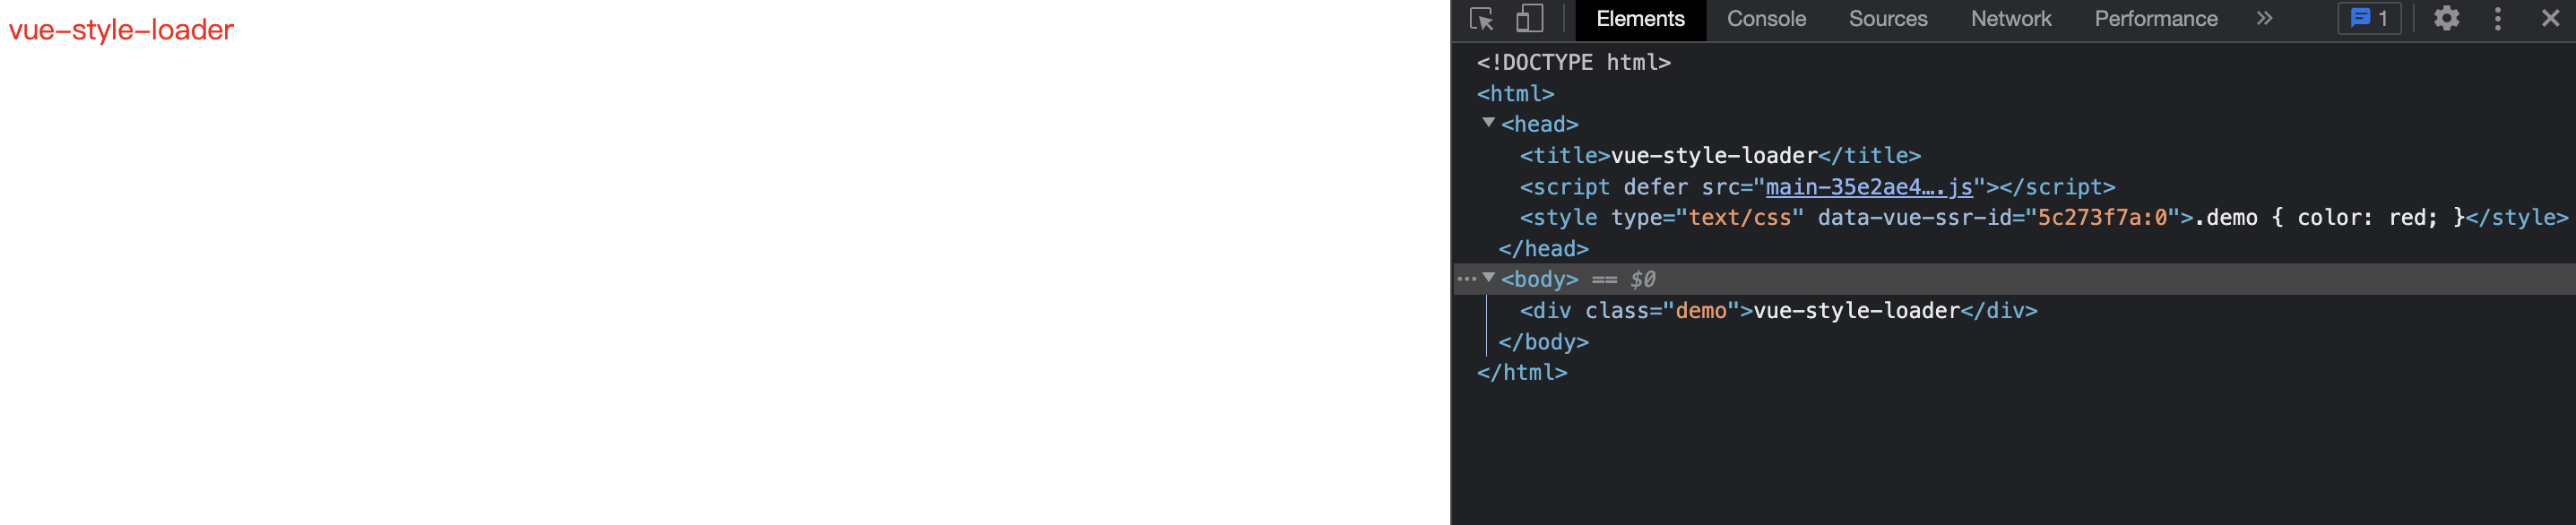 vue-style-loader
Elements Console Sources Network Performance » 1
<!DOCTYPE html>
<html>
<head>
<title>vue-style-loader</title>
<script defer src="main-35e2ae4….js"></script>
<style type="text/css" data-vue-ssr-id="5c273f7a:0">.demo { color: red; }</style>
</head>
<body> == $0
<div class="demo">vue-style-loader</div>
</body>
</html>